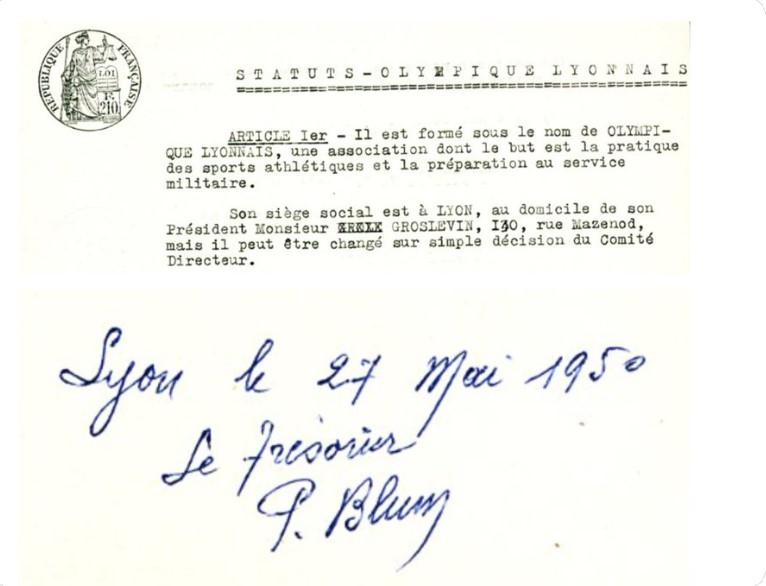 RÉPUBLIQUE FRANÇAISE
LOI
210
STATUTS-OLYMPIQUE LYONNAIS
ARTICLE Ier - Il est formé sous le nom de OLYMPI-
QUE LYONNAIS, une association dont le but est la pratique
des sports athlétiques et la préparation au service
militaire.
Son siège social est à LYON, au domicile de son
Président Monsieur GROSLEVIN, I30, rue Mazenod,
mais il peut être changé sur simple décision du Comité
Directeur.
Lyon le 27 Mai 1950
Le Trésorier
P. Blum